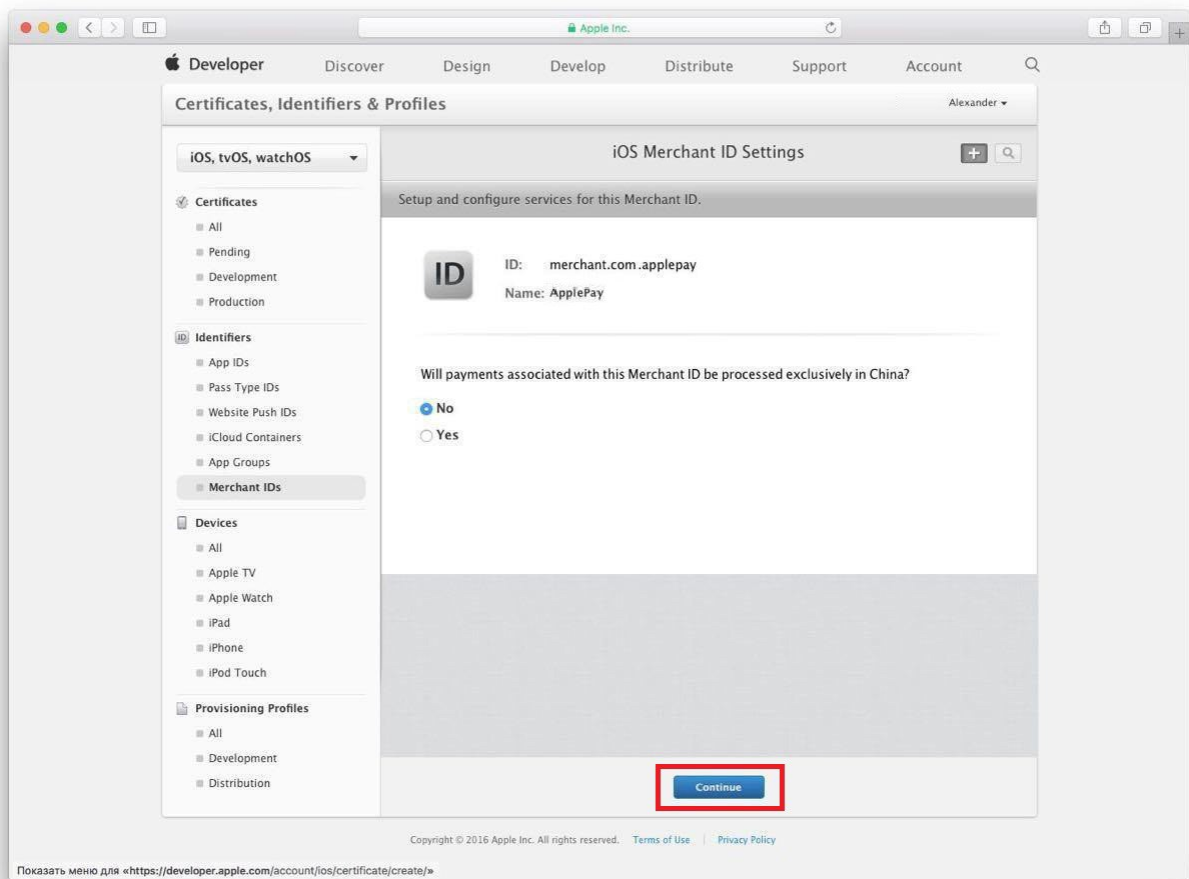 Apple Inc.
Developer Discover Design Develop Distribute Support Account
Certificates, Identifiers & Profiles
Alexander
iOS, tvOS, watchOS
Certificates
All
Pending
Development
Production
Identifiers
App IDs
Pass Type IDs
Website Push IDs
iCloud Containers
App Groups
Merchant IDs
Devices
All
Apple TV
Apple Watch
iPad
iPhone
iPod Touch
Provisioning Profiles
All
Development
Distribution
iOS Merchant ID Settings
Setup and configure services for this Merchant ID.
ID
ID: merchant.com.applepay
Name: ApplePay
Will payments associated with this Merchant ID be processed exclusively in China?
No
Yes
Continue
Copyright © 2016 Apple Inc. All rights reserved. Terms of Use | Privacy Policy
Показать меню для «https://developer.apple.com/account/ios/certificate/create/»